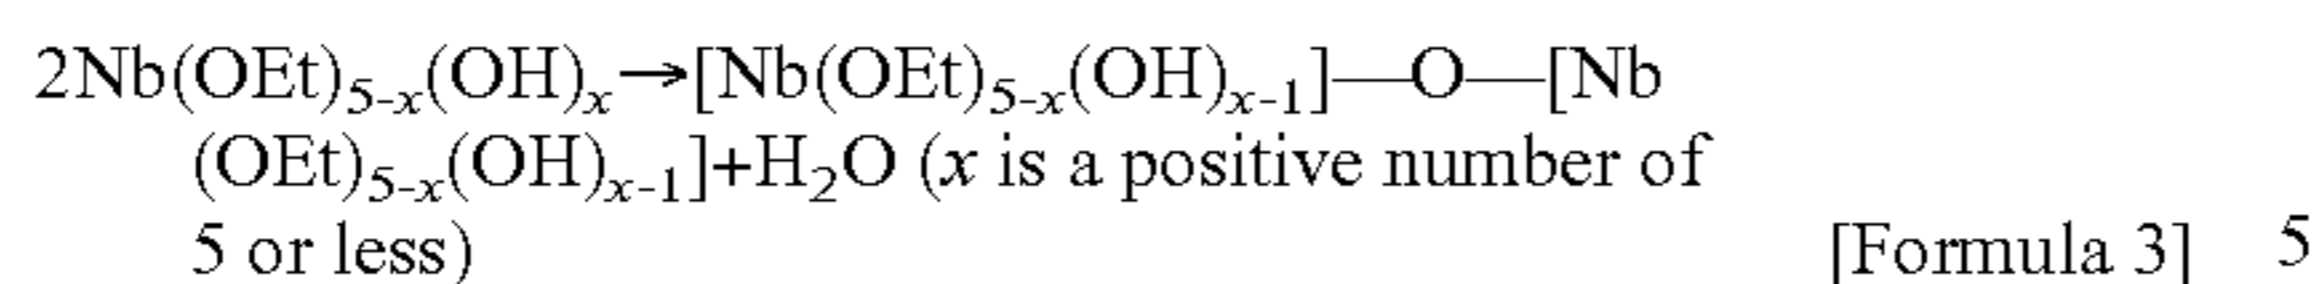 2Nb(OEt)₅₋ₓ(OH)ₓ→[Nb(OEt)₅₋ₓ(OH)ₓ₋₁]—O—[Nb
(OEt)₅₋ₓ(OH)ₓ₋₁]+H₂O (x is a positive number of
5 or less) [Formula 3] 5